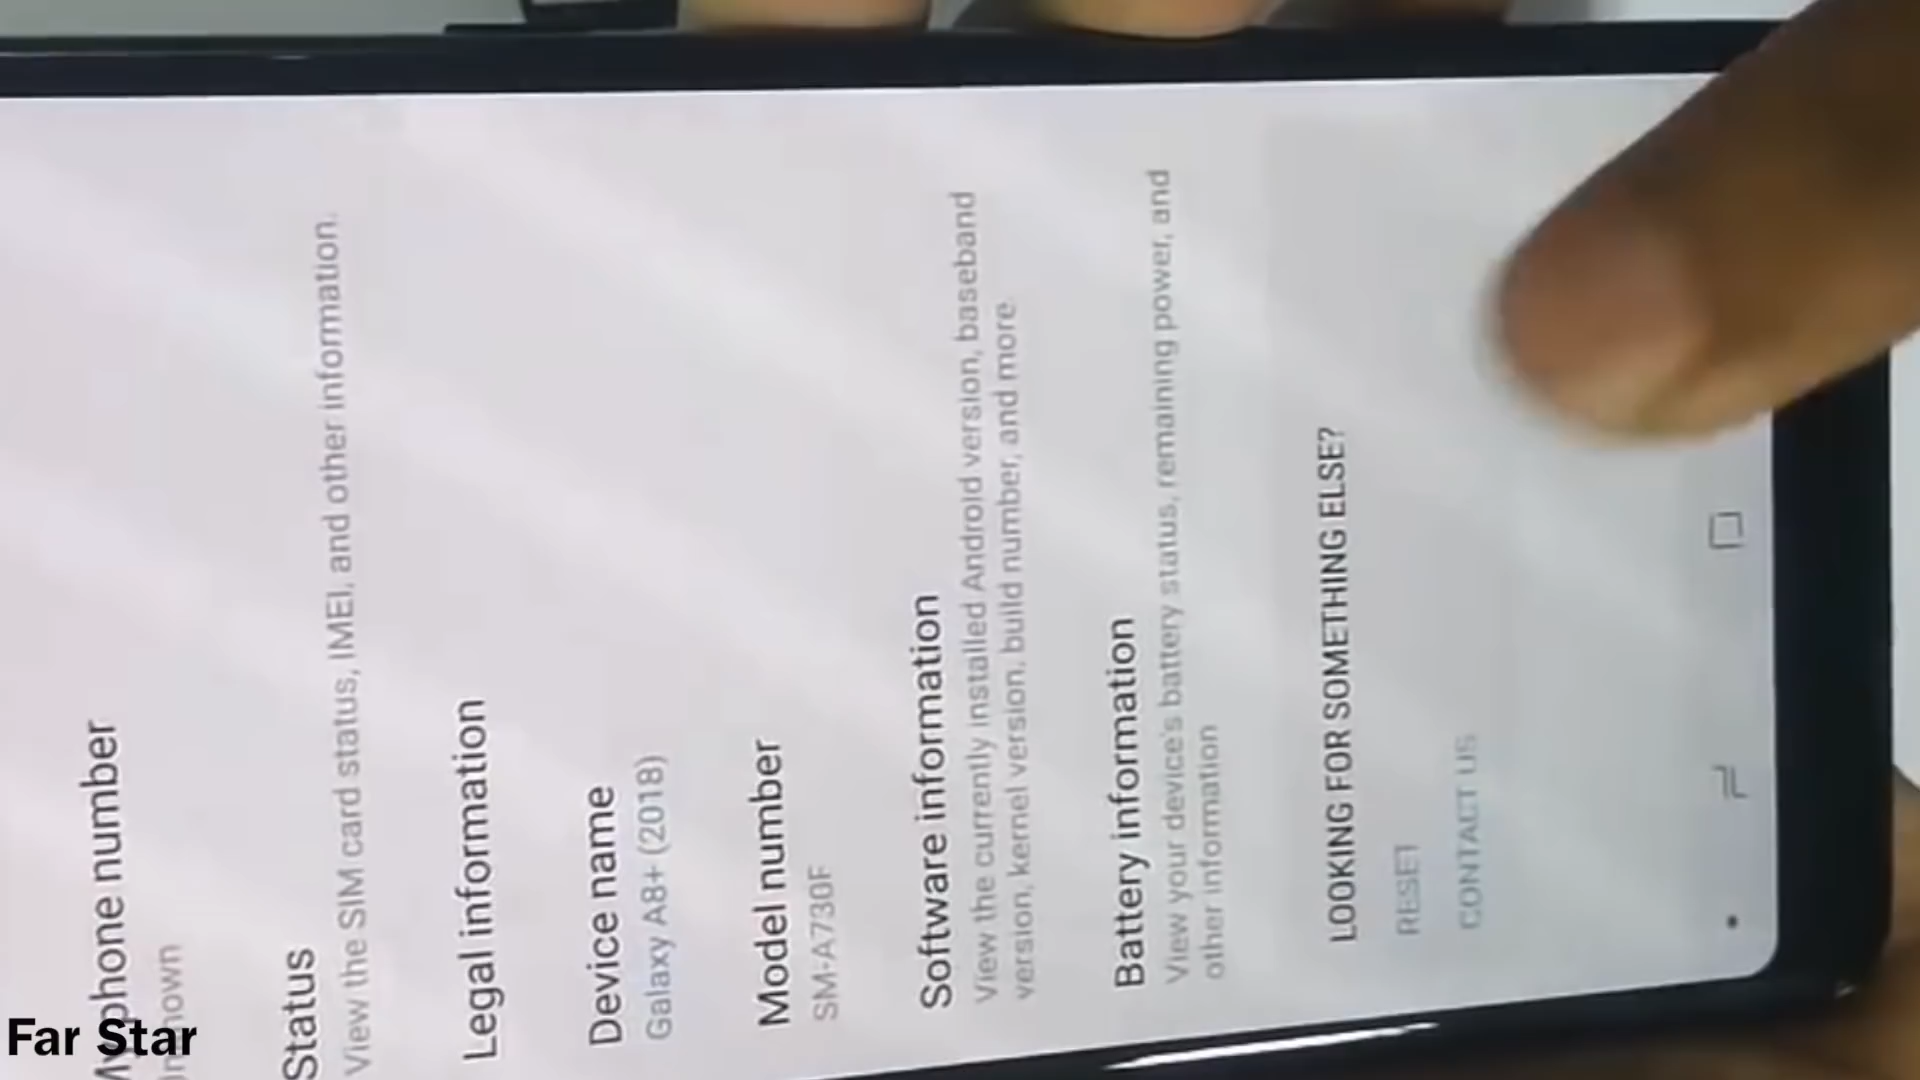 My phone number
Unknown
Status
View the SIM card status, IMEI, and other information.
Legal information
Device name
Galaxy A8+ (2018)
Model number
SM-A730F
Software information
View the currently installed Android version, baseband
version, kernel version, build number, and more.
Battery information
View your device's battery status, remaining power, and
other information
LOOKING FOR SOMETHING ELSE?
RESET
CONTACT US
Far Star